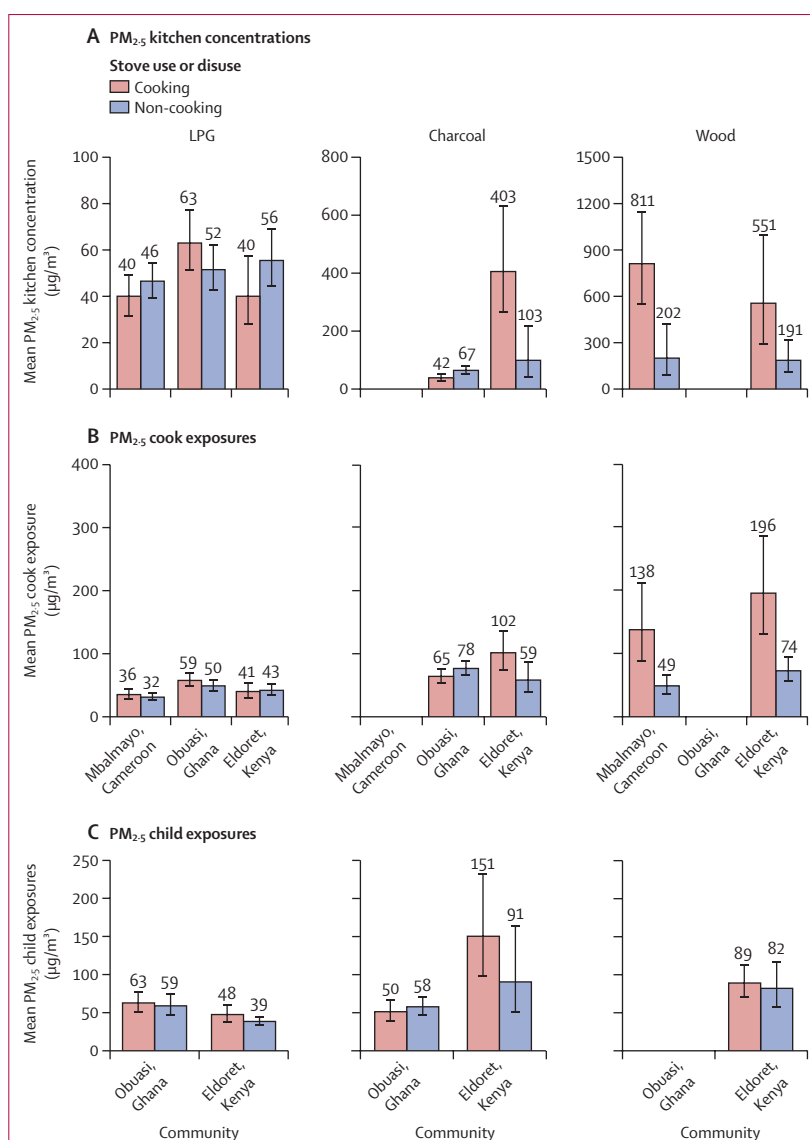 A PM2·5 kitchen concentrations
Stove use or disuse
Cooking
Non-cooking
LPG
Charcoal
Wood
Mean PM2·5 kitchen concentration
(µg/m³)
100
80
60
40
20
0
40
46
63
52
40
56
800
600
400
200
0
42
67
403
103
1500
1200
900
600
300
0
811
202
551
191
B PM2·5 cook exposures
Mean PM2·5 cook exposure
(µg/m³)
400
300
200
100
0
36
32
59
50
41
43
65
78
102
59
138
49
196
74
Mbalmayo,
Cameroon
Obuasi,
Ghana
Eldoret,
Kenya
Mbalmayo,
Cameroon
Obuasi,
Ghana
Eldoret,
Kenya
Mbalmayo,
Cameroon
Obuasi,
Ghana
Eldoret,
Kenya
C PM2·5 child exposures
Mean PM2·5 child exposures
(µg/m³)
250
200
150
100
50
0
63
59
48
39
50
58
151
91
89
82
Obuasi,
Ghana
Eldoret,
Kenya
Obuasi,
Ghana
Eldoret,
Kenya
Obuasi,
Ghana
Eldoret,
Kenya
Community
Community
Community